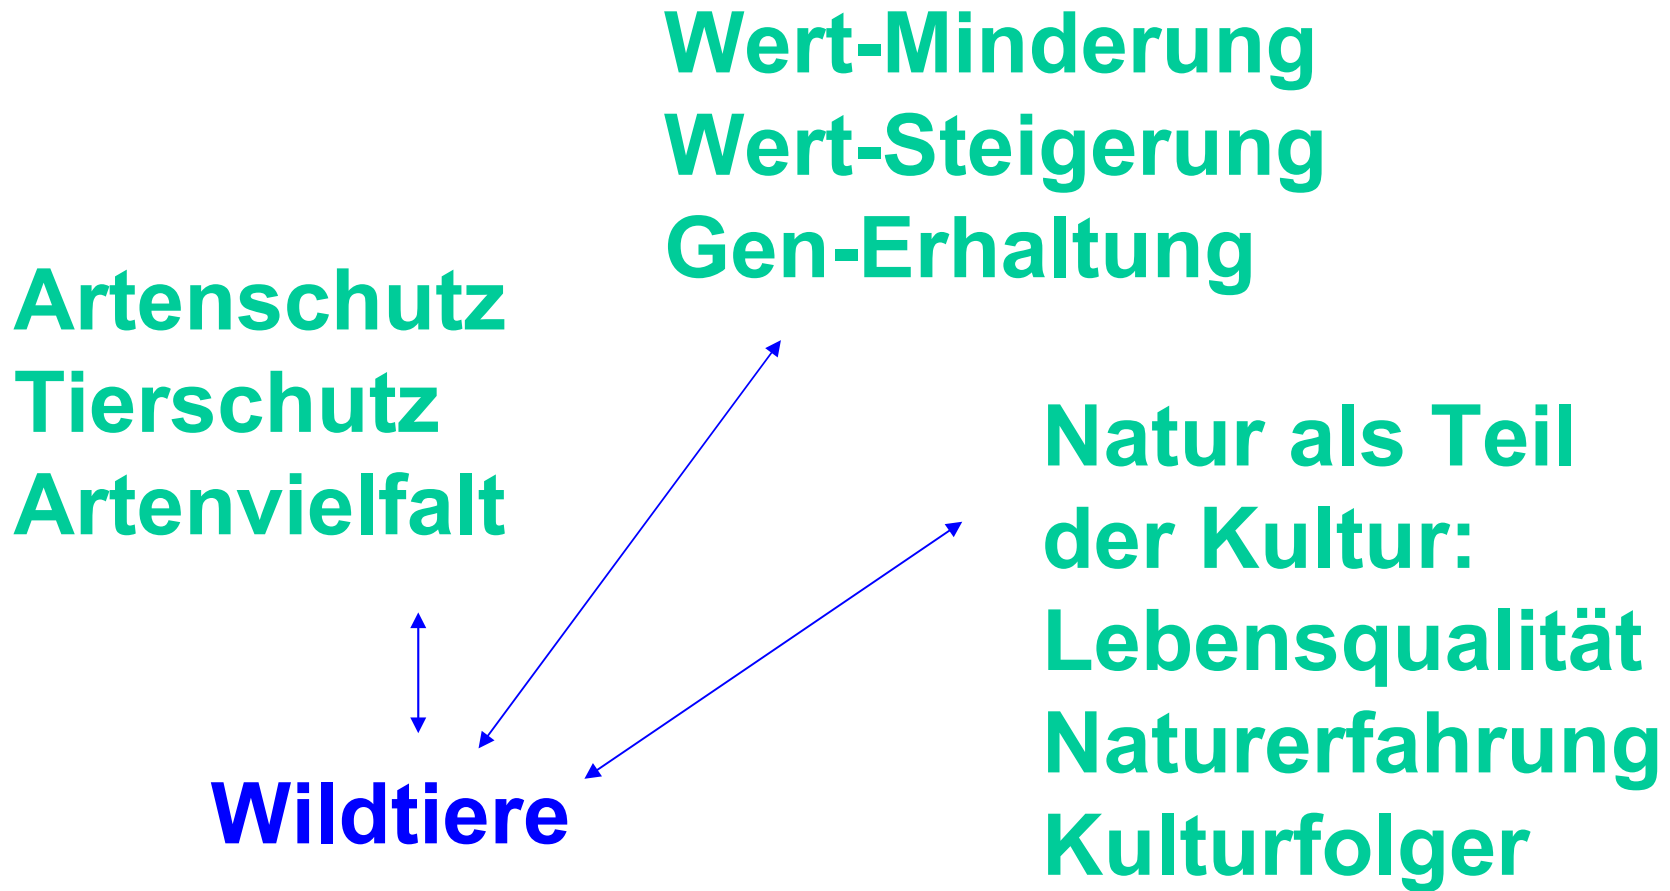 Wert-Minderung
Wert-Steigerung
Gen-Erhaltung
Artenschutz
Tierschutz
Artenvielfalt
Natur als Teil
der Kultur:
Lebensqualität
Naturerfahrung
Kulturfolger
Wildtiere